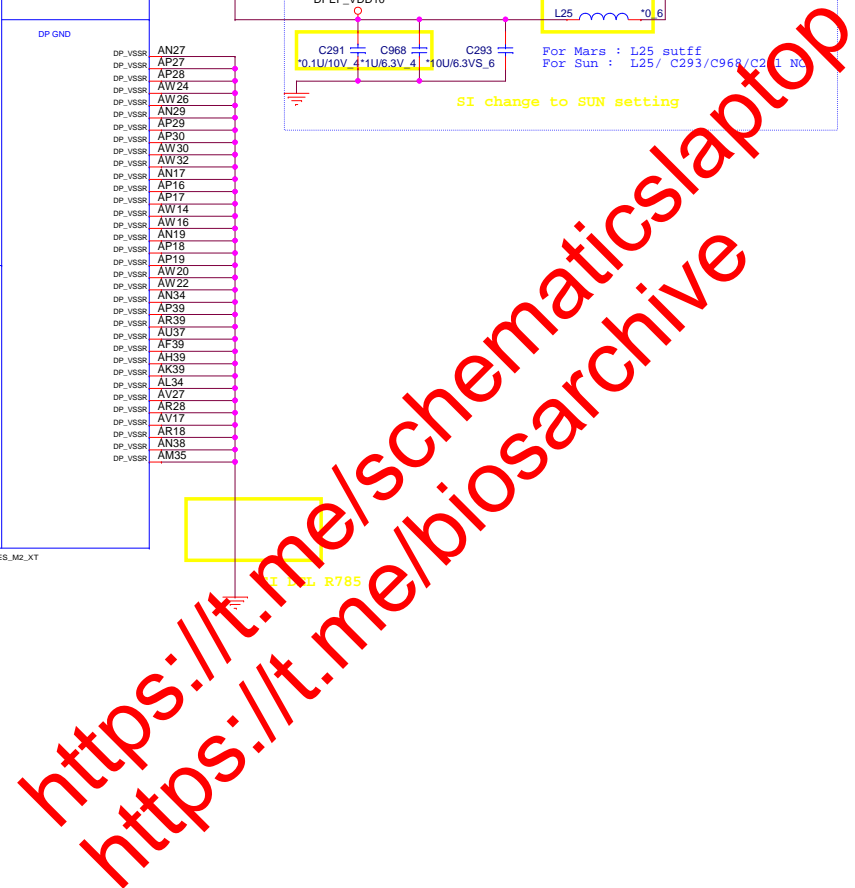 L25
*0_6
DP GND
C291
C968
C293
*0.1U/10V_4
*1U/6.3V_4
*10U/6.3VS_6
For Mars : L25 sutff
For Sun : L25/ C293/C968/
SI change to SUN setting
DP_VSSR AN27
DP_VSSR AP27
DP_VSSR AP28
DP_VSSR AW24
DP_VSSR AW26
DP_VSSR AN29
DP_VSSR AP29
DP_VSSR AP30
DP_VSSR AW30
DP_VSSR AW32
DP_VSSR AN17
DP_VSSR AP16
DP_VSSR AP17
DP_VSSR AW14
DP_VSSR AW16
DP_VSSR AN19
DP_VSSR AP18
DP_VSSR AP19
DP_VSSR AW20
DP_VSSR AW22
DP_VSSR AN34
DP_VSSR AP39
DP_VSSR AR39
DP_VSSR AU37
DP_VSSR AF39
DP_VSSR AH39
DP_VSSR AK39
DP_VSSR AL34
DP_VSSR AV27
DP_VSSR AR28
DP_VSSR AV17
DP_VSSR AR18
DP_VSSR AN38
DP_VSSR AM35
ES_M2_XT
R785
https://t.me/schematicslaptop
https://t.me/biosarchive